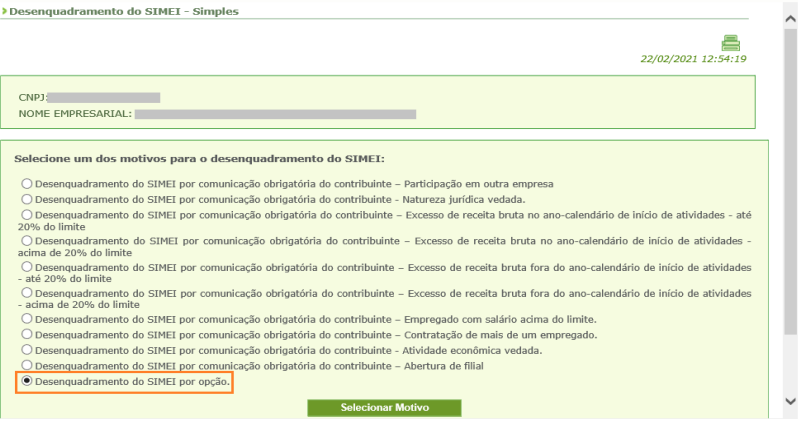 Desenquadramento do SIMEI - Simples
22/02/2021 12:54:19
CNPJ:
NOME EMPRESARIAL:
Selecione um dos motivos para o desenquadramento do SIMEI:
Desenquadramento do SIMEI por comunicação obrigatória do contribuinte – Participação em outra empresa
Desenquadramento do SIMEI por comunicação obrigatória do contribuinte - Natureza jurídica vedada.
Desenquadramento do SIMEI por comunicação obrigatória do contribuinte – Excesso de receita bruta no ano-calendário de início de atividades - até
20% do limite
Desenquadramento do SIMEI por comunicação obrigatória do contribuinte – Excesso de receita bruta no ano-calendário de início de atividades -
acima de 20% do limite
Desenquadramento do SIMEI por comunicação obrigatória do contribuinte – Excesso de receita bruta fora do ano-calendário de início de atividades
- até 20% do limite
Desenquadramento do SIMEI por comunicação obrigatória do contribuinte – Excesso de receita bruta fora do ano-calendário de início de atividades
- acima de 20% do limite
Desenquadramento do SIMEI por comunicação obrigatória do contribuinte – Empregado com salário acima do limite.
Desenquadramento do SIMEI por comunicação obrigatória do contribuinte – Contratação de mais de um empregado.
Desenquadramento do SIMEI por comunicação obrigatória do contribuinte - Atividade econômica vedada.
Desenquadramento do SIMEI por comunicação obrigatória do contribuinte – Abertura de filial
Desenquadramento do SIMEI por opção.
Selecionar Motivo